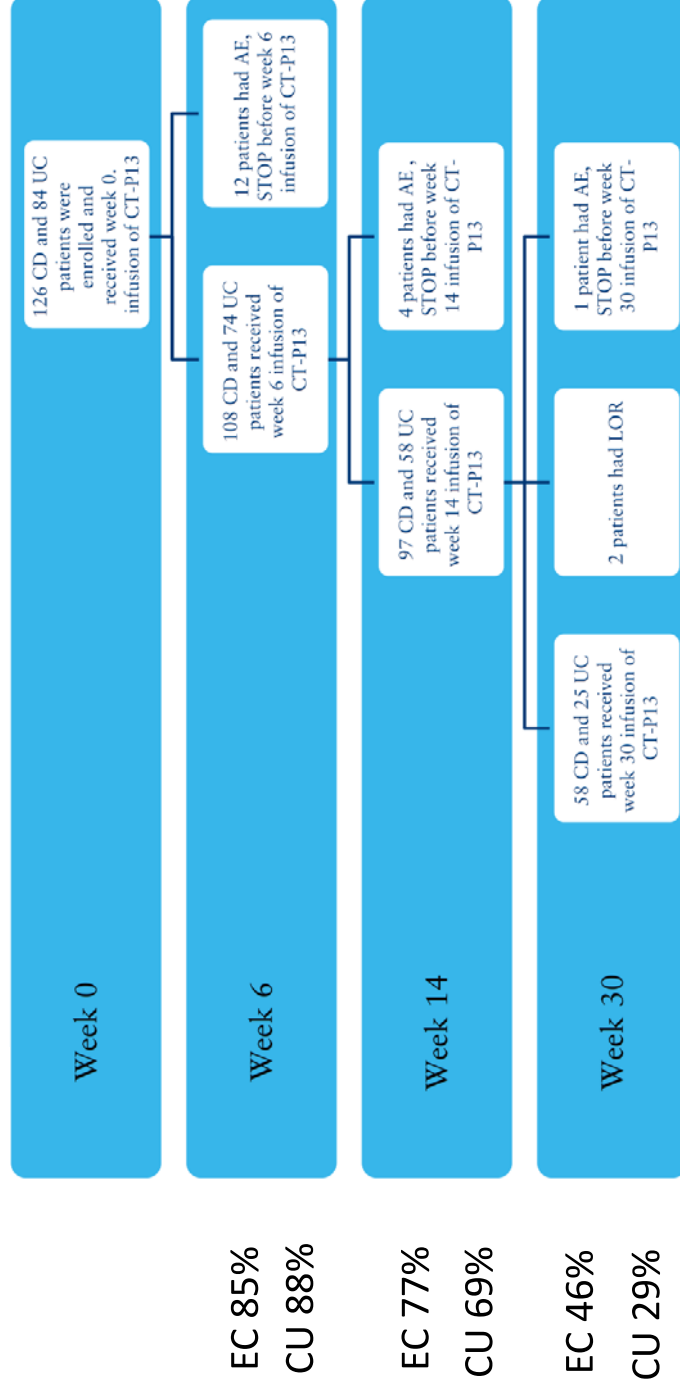 Week 0
126 CD and 84 UC
patients were
enrolled and
received week 0.
infusion of CT-P13
EC 85%
CU 88%
Week 6
108 CD and 74 UC
patients received
week 6 infusion of
CT-P13
12 patients had AE,
STOP before week 6
infusion of CT-P13
EC 77%
CU 69%
Week 14
97 CD and 58 UC
patients received
week 14 infusion of
CT-P13
4 patients had AE ,
STOP before week
14 infusion of CT-
P13
EC 46%
CU 29%
Week 30
58 CD and 25 UC
patients received
week 30 infusion of
CT-P13
2 patients had LOR
1 patient had AE,
STOP before week
30 infusion of CT-
P13